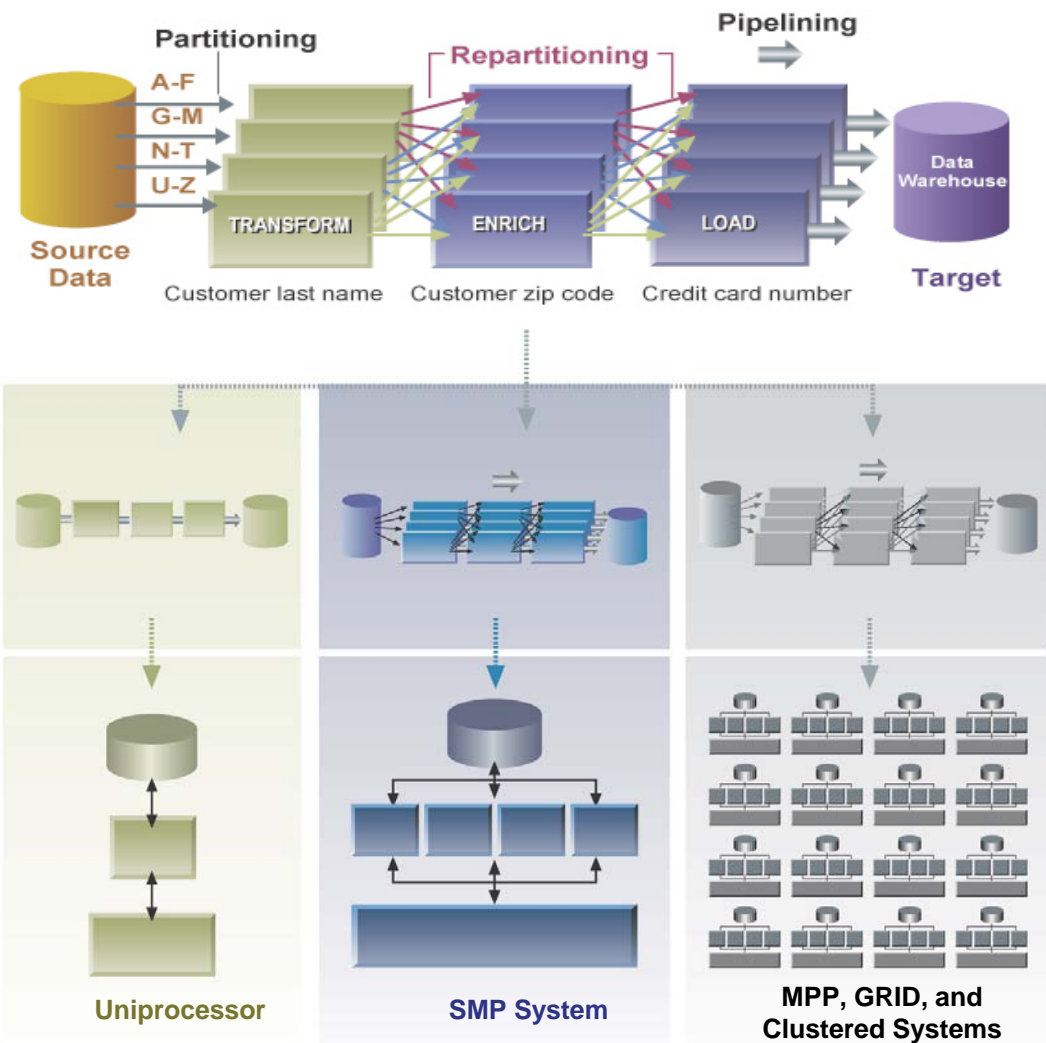 Partitioning
Pipelining
Repartitioning
A-F
G-M
N-T
U-Z
TRANSFORM
ENRICH
LOAD
Data
Warehouse
Source
Data
Target
Customer last name
Customer zip code
Credit card number
Uniprocessor
SMP System
MPP, GRID, and
Clustered Systems